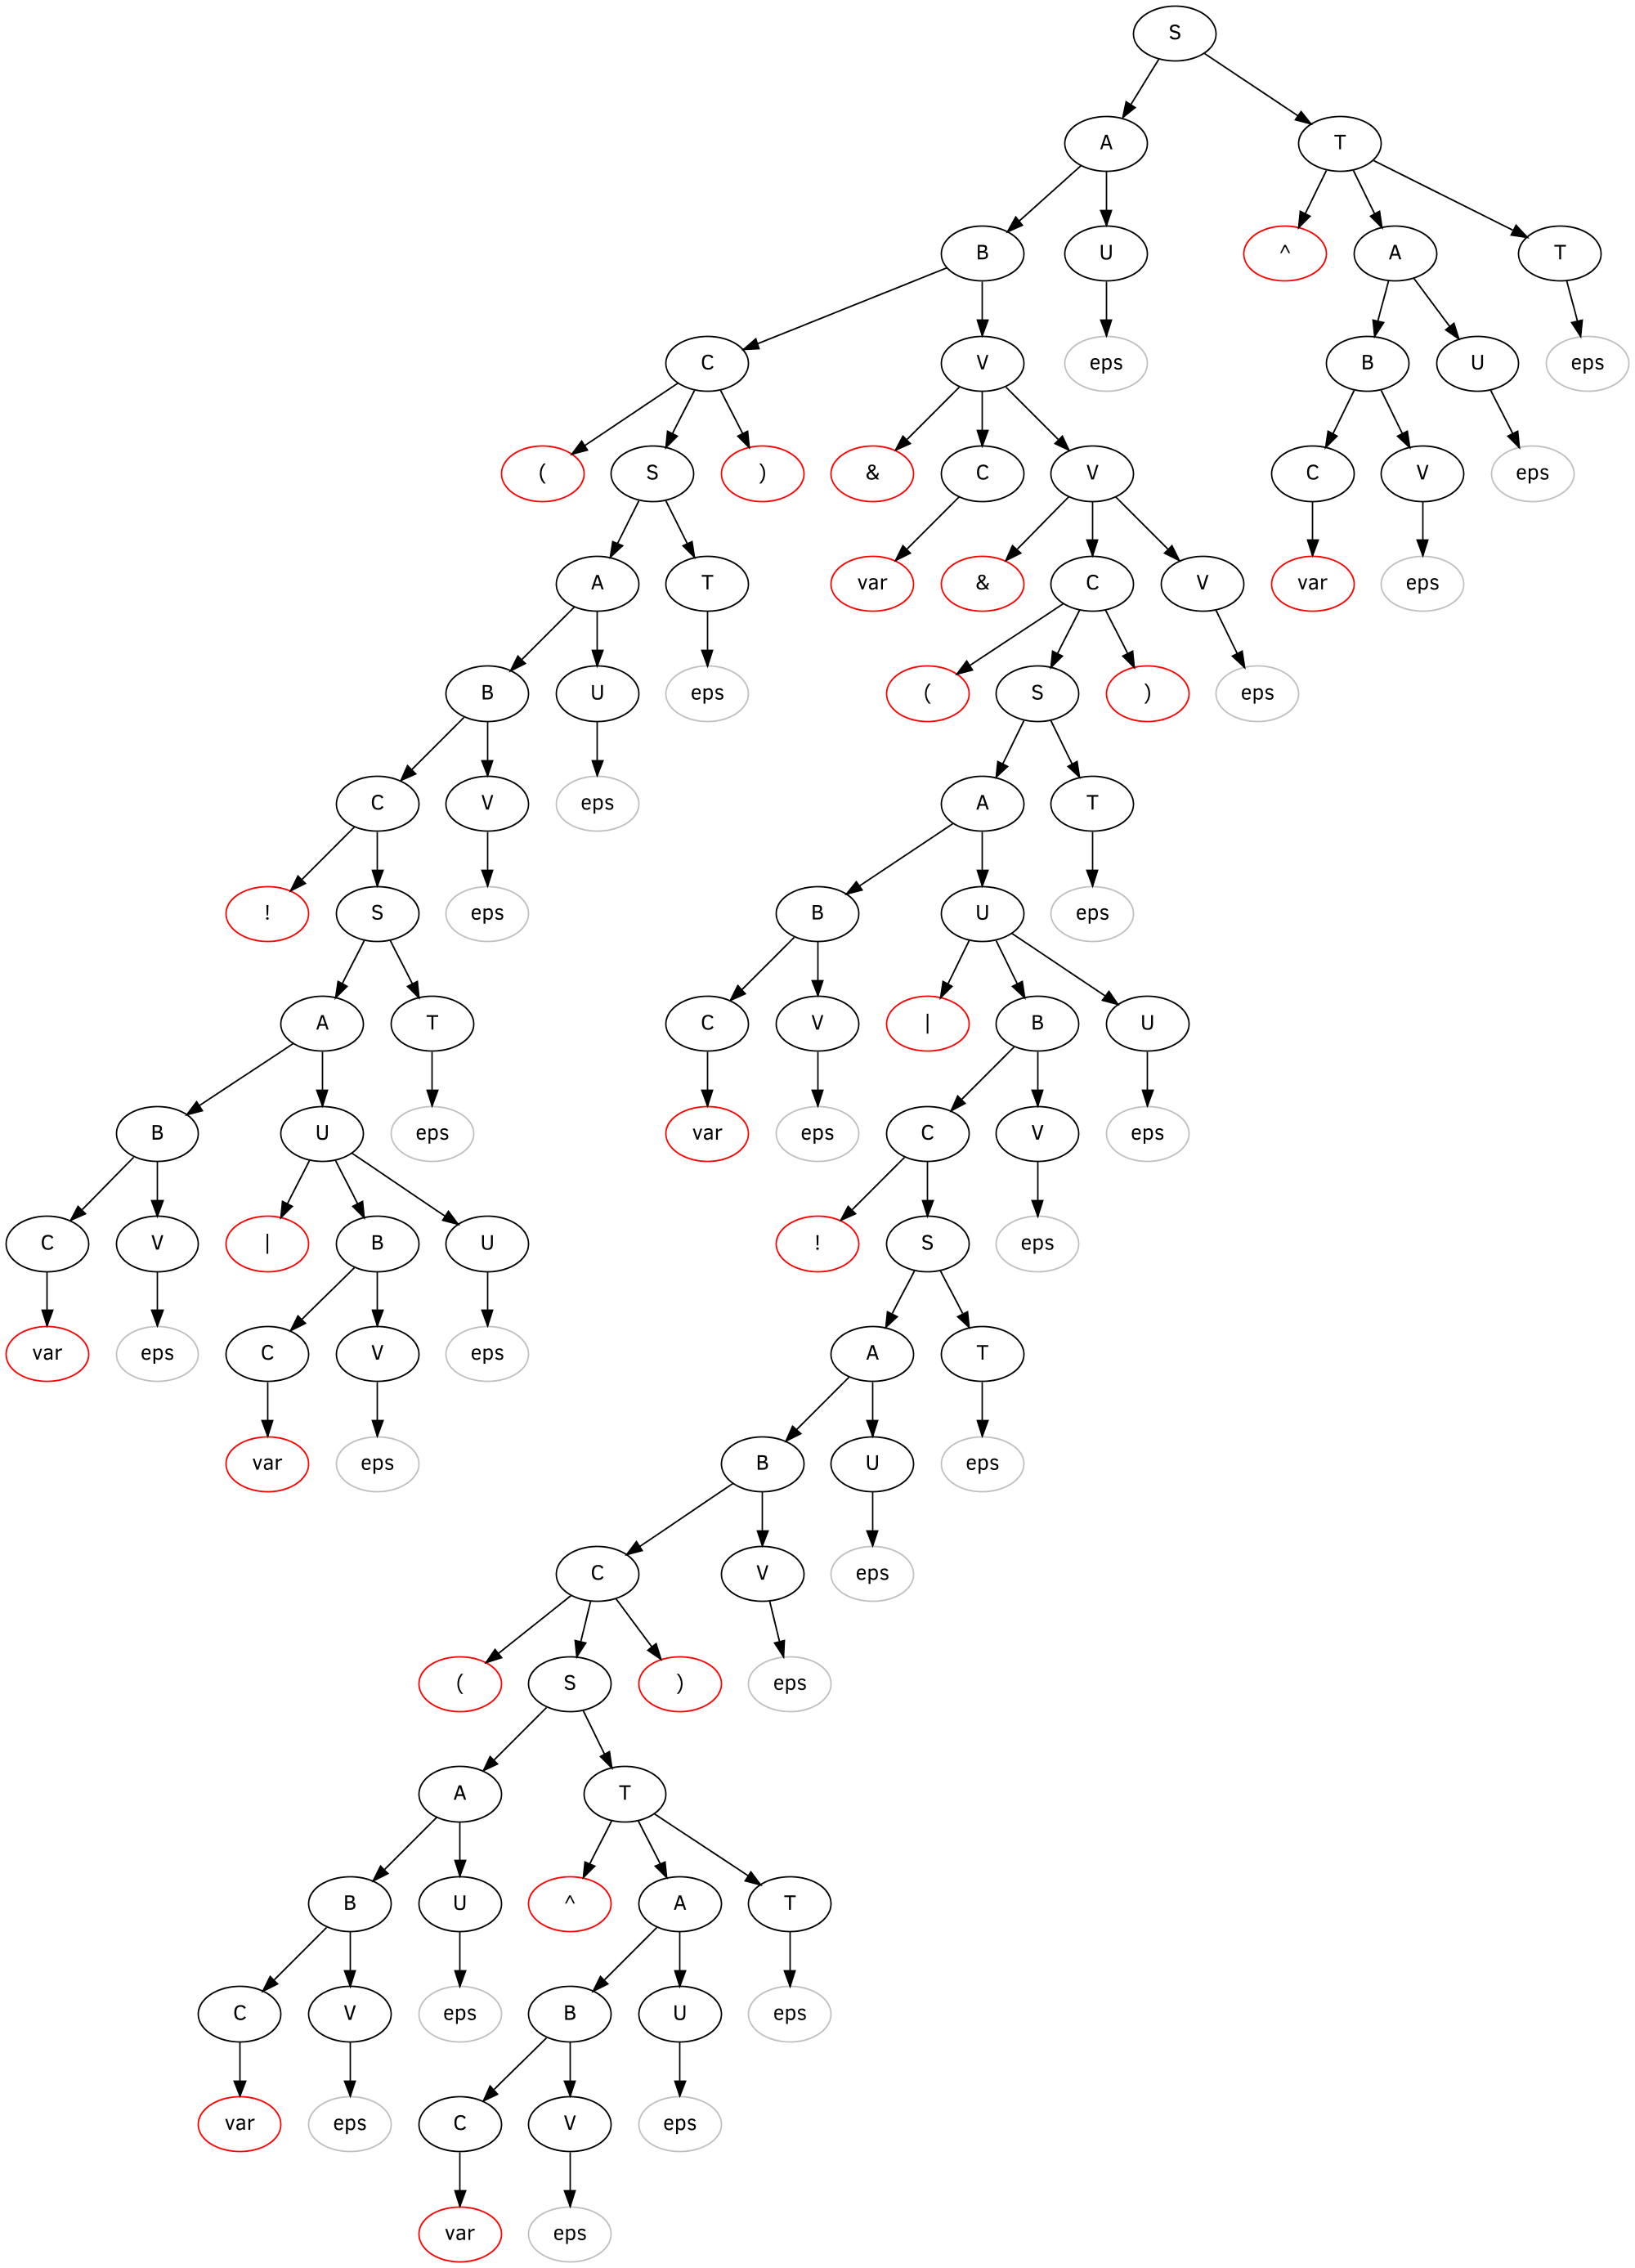 S
A T
B U ^ A T
C V eps B U eps
( S ) & C V C V eps
A T var & C V var eps
B U eps ( S ) eps
C V eps A T
! S eps B U eps
A T C V | B U
B U eps var eps C V eps
C V | B U ! S eps
var eps C V eps A T
var eps B U eps
C V eps
( S ) eps
A T
B U ^ A T
C V eps B U eps
var eps C V eps
var eps